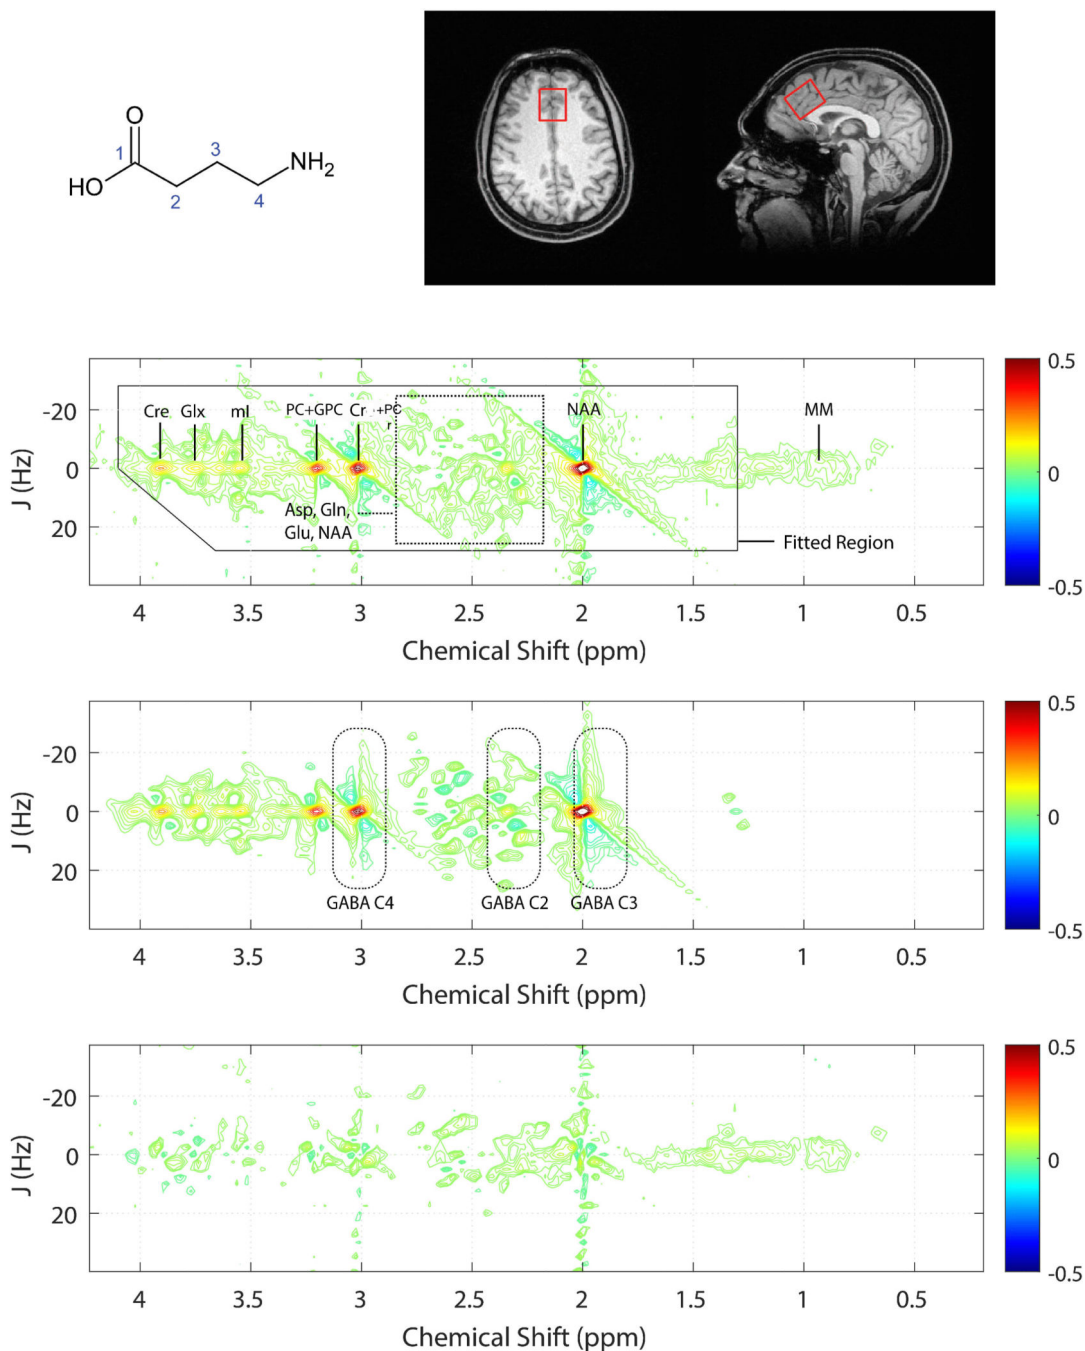 O
1
3
NH2
HO
2
4
-20
0
20
J (Hz)
Cre
Glx
mI
PC+GPC
Cr
+PC
r
NAA
MM
Asp, Gln,
Glu, NAA
Fitted Region
4
3.5
3
2.5
2
1.5
1
0.5
Chemical Shift (ppm)
0.5
0
-0.5
-20
0
20
J (Hz)
GABA C4
GABA C2
GABA C3
4
3.5
3
2.5
2
1.5
1
0.5
Chemical Shift (ppm)
0.5
0
-0.5
-20
0
20
J (Hz)
4
3.5
3
2.5
2
1.5
1
0.5
Chemical Shift (ppm)
0.5
0
-0.5